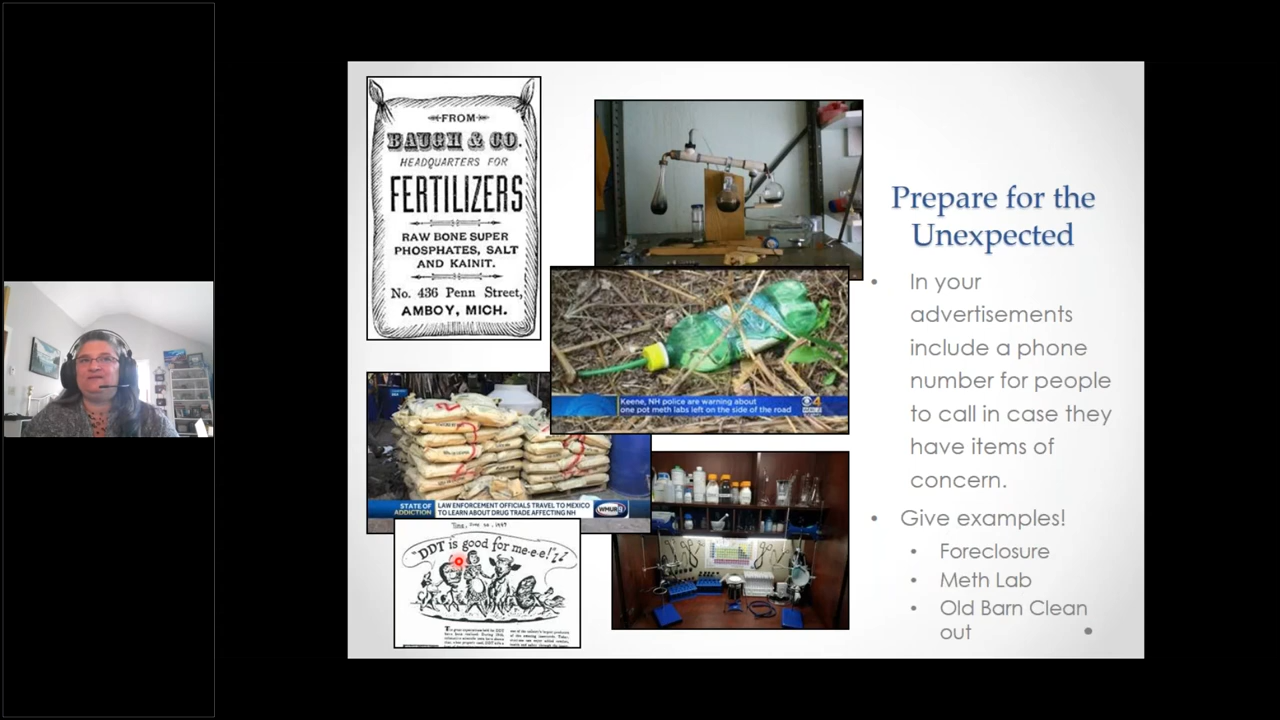 FROM
BAUGH & CO.
HEADQUARTERS FOR
FERTILIZERS
RAW BONE SUPER
PHOSPHATES, SALT
AND KAINIT.
No. 436 Penn Street,
AMBOY, MICH.
Keene, NH police are warning about
one pot meth labs left on the side of the road
STATE OF
ADDICTION
LAW ENFORCEMENT OFFICIALS TRAVEL TO MEXICO
TO LEARN ABOUT DRUG TRADE AFFECTING NH
WMUR 9
"DDT is good for me-e-e!"
Prepare for the
Unexpected
• In your
advertisements
include a phone
number for people
to call in case they
have items of
concern.
• Give examples!
• Foreclosure
• Meth Lab
• Old Barn Clean
out